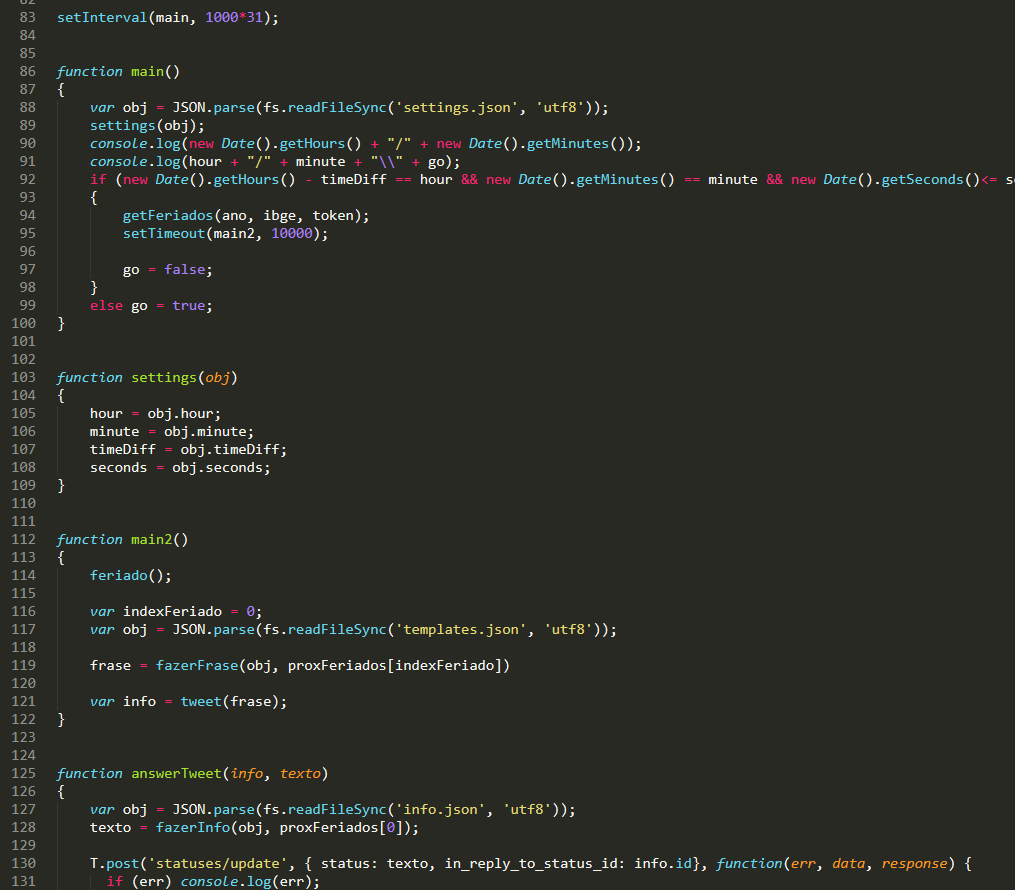 83 setInterval(main, 1000*31);
84
85
86 function main()
87 {
88 var obj = JSON.parse(fs.readFileSync('settings.json', 'utf8'));
89 settings(obj);
90 console.log(new Date().getHours() + "/" + new Date().getMinutes());
91 console.log(hour + "/" + minute + "\\" + go);
92 if (new Date().getHours() - timeDiff == hour && new Date().getMinutes() == minute && new Date().getSeconds()<=
93 {
94 getFeriados(ano, ibge, token);
95 setTimeout(main2, 10000);
96
97 go = false;
98 }
99 else go = true;
100 }
101
102
103 function settings(obj)
104 {
105 hour = obj.hour;
106 minute = obj.minute;
107 timeDiff = obj.timeDiff;
108 seconds = obj.seconds;
109 }
110
111
112 function main2()
113 {
114 feriado();
115
116 var indexFeriado = 0;
117 var obj = JSON.parse(fs.readFileSync('templates.json', 'utf8'));
118
119 frase = fazerFrase(obj, proxFeriados[indexFeriado])
120
121 var info = tweet(frase);
122 }
123
124
125 function answerTweet(info, texto)
126 {
127 var obj = JSON.parse(fs.readFileSync('info.json', 'utf8'));
128 texto = fazerInfo(obj, proxFeriados[0]);
129
130 T.post('statuses/update', { status: texto, in_reply_to_status_id: info.id}, function(err, data, response) {
131 if (err) console.log(err);